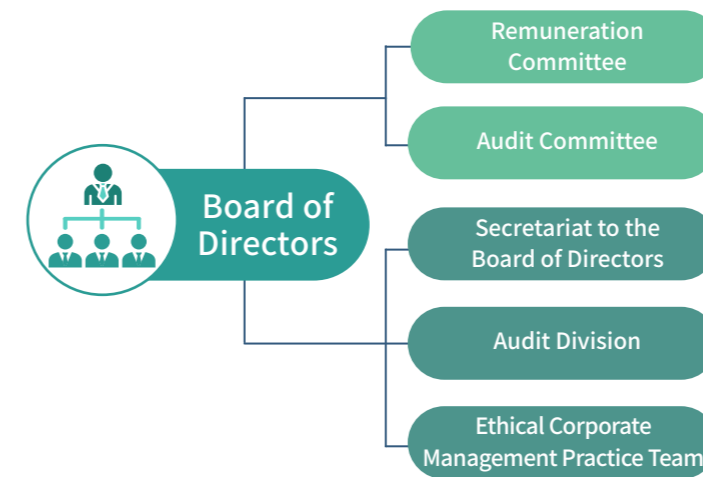 Remuneration
Committee
Audit Committee
Board of
Directors
Secretariat to the
Board of Directors
Audit Division
Ethical Corporate
Management Practice Team